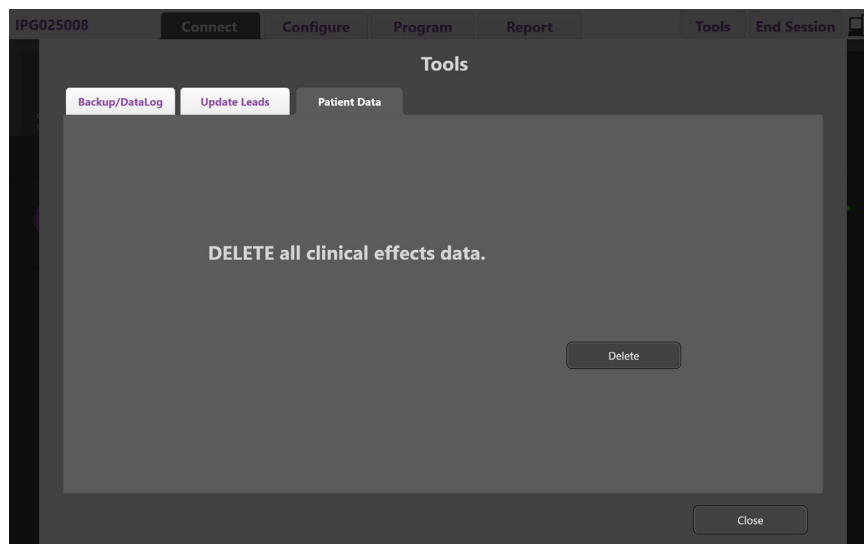 IPG025008 Connect Configure Program Report Tools End Session
Tools
Backup/DataLog Update Leads Patient Data
DELETE all clinical effects data.
Delete
Close